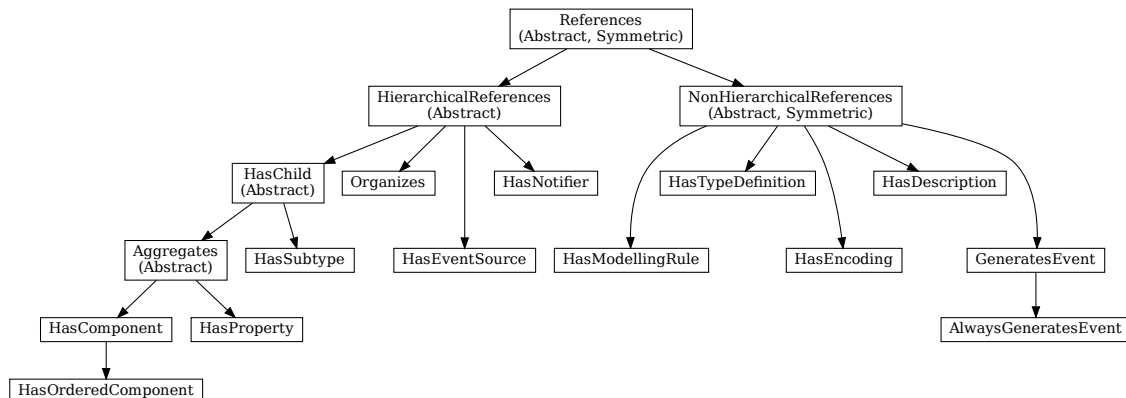 References
(Abstract, Symmetric)
HierarchicalReferences
(Abstract)
NonHierarchicalReferences
(Abstract, Symmetric)
HasChild
(Abstract)
Organizes
HasNotifier
HasTypeDefinition
HasDescription
Aggregates
(Abstract)
HasSubtype
HasEventSource
HasModellingRule
HasEncoding
GeneratesEvent
HasComponent
HasProperty
AlwaysGeneratesEvent
HasOrderedComponent